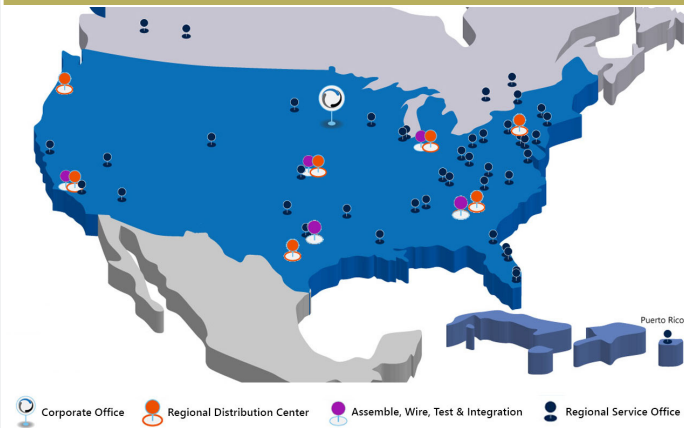 Puerto Rico
Corporate Office
Regional Distribution Center
Assemble, Wire, Test & Integration
Regional Service Office